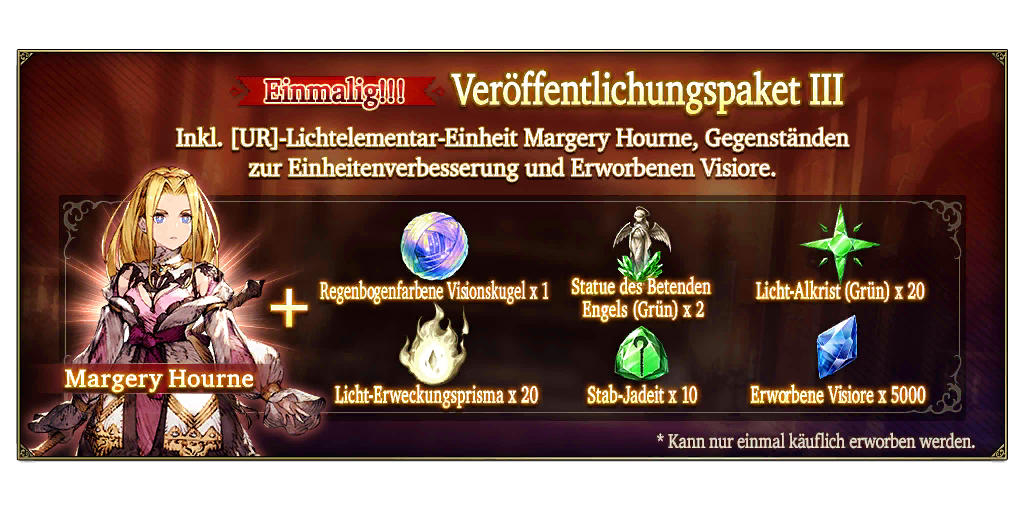 Einmalig!!! Veröffentlichungspaket III
Inkl. [UR]-Lichtelementar-Einheit Margery Hourne, Gegenständen
zur Einheitenverbesserung und Erworbenen Visiore.
Regenbogenfarbene Visionskugel x 1
Statue des Betenden
Engels (Grün) x 2
Licht-Alkrist (Grün) x 20
+
Margery Hourne
Licht-Erweckungsprisma x 20
Stab-Jadeit x 10
Erworbene Visiore x 5000
* Kann nur einmal käuflich erworben werden.